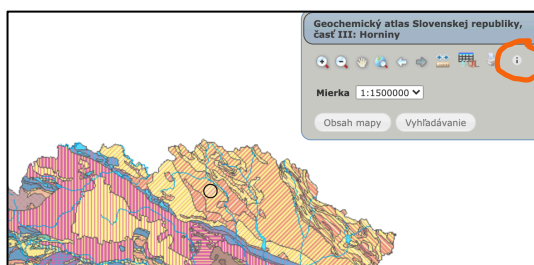 Geochemický atlas Slovenskej republiky,
časť III: Horniny
Mierka 1:1500000
Obsah mapy Vyhľadávanie